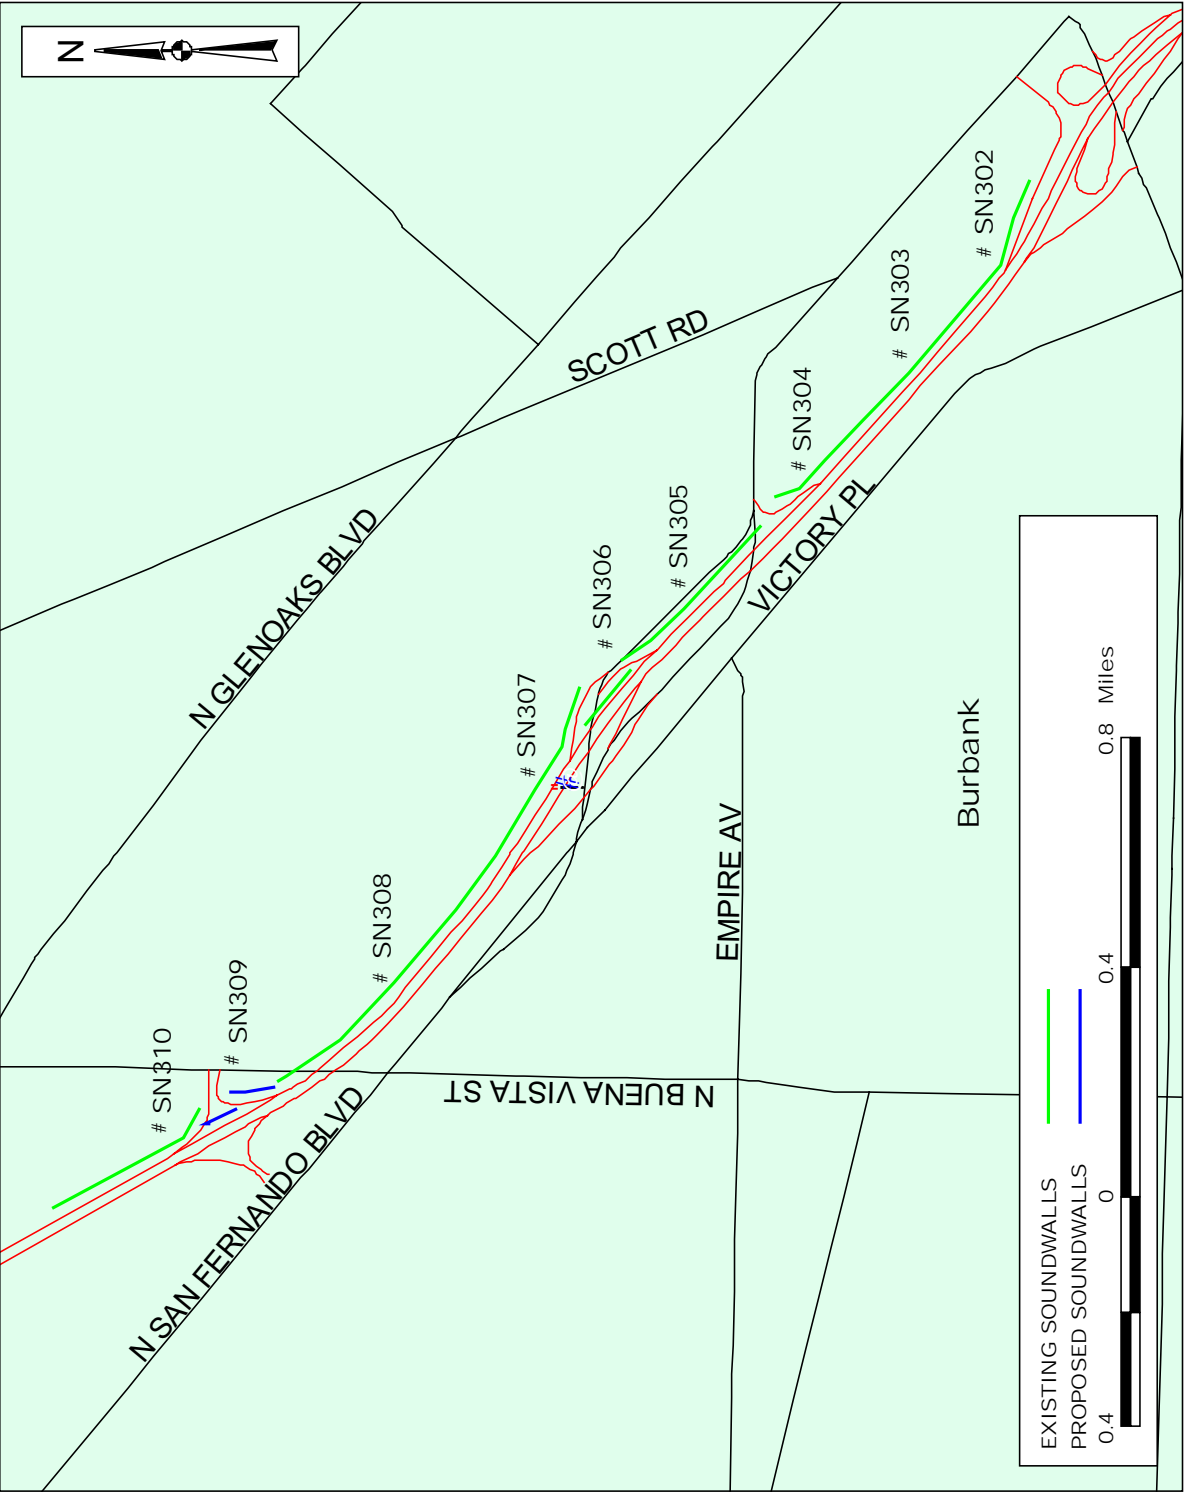 N
SN302
SN303
SN304
SN305
SN306
SN307
SN308
SN309
SN310
SCOTT RD
N GLENOAKS BLVD
VICTORY PL
EMPIRE AV
N BUENA VISTA ST
N SAN FERNANDO BLVD
Burbank
EXISTING SOUNDWALLS
PROPOSED SOUNDWALLS
0.4 0 0.4 0.8 Miles